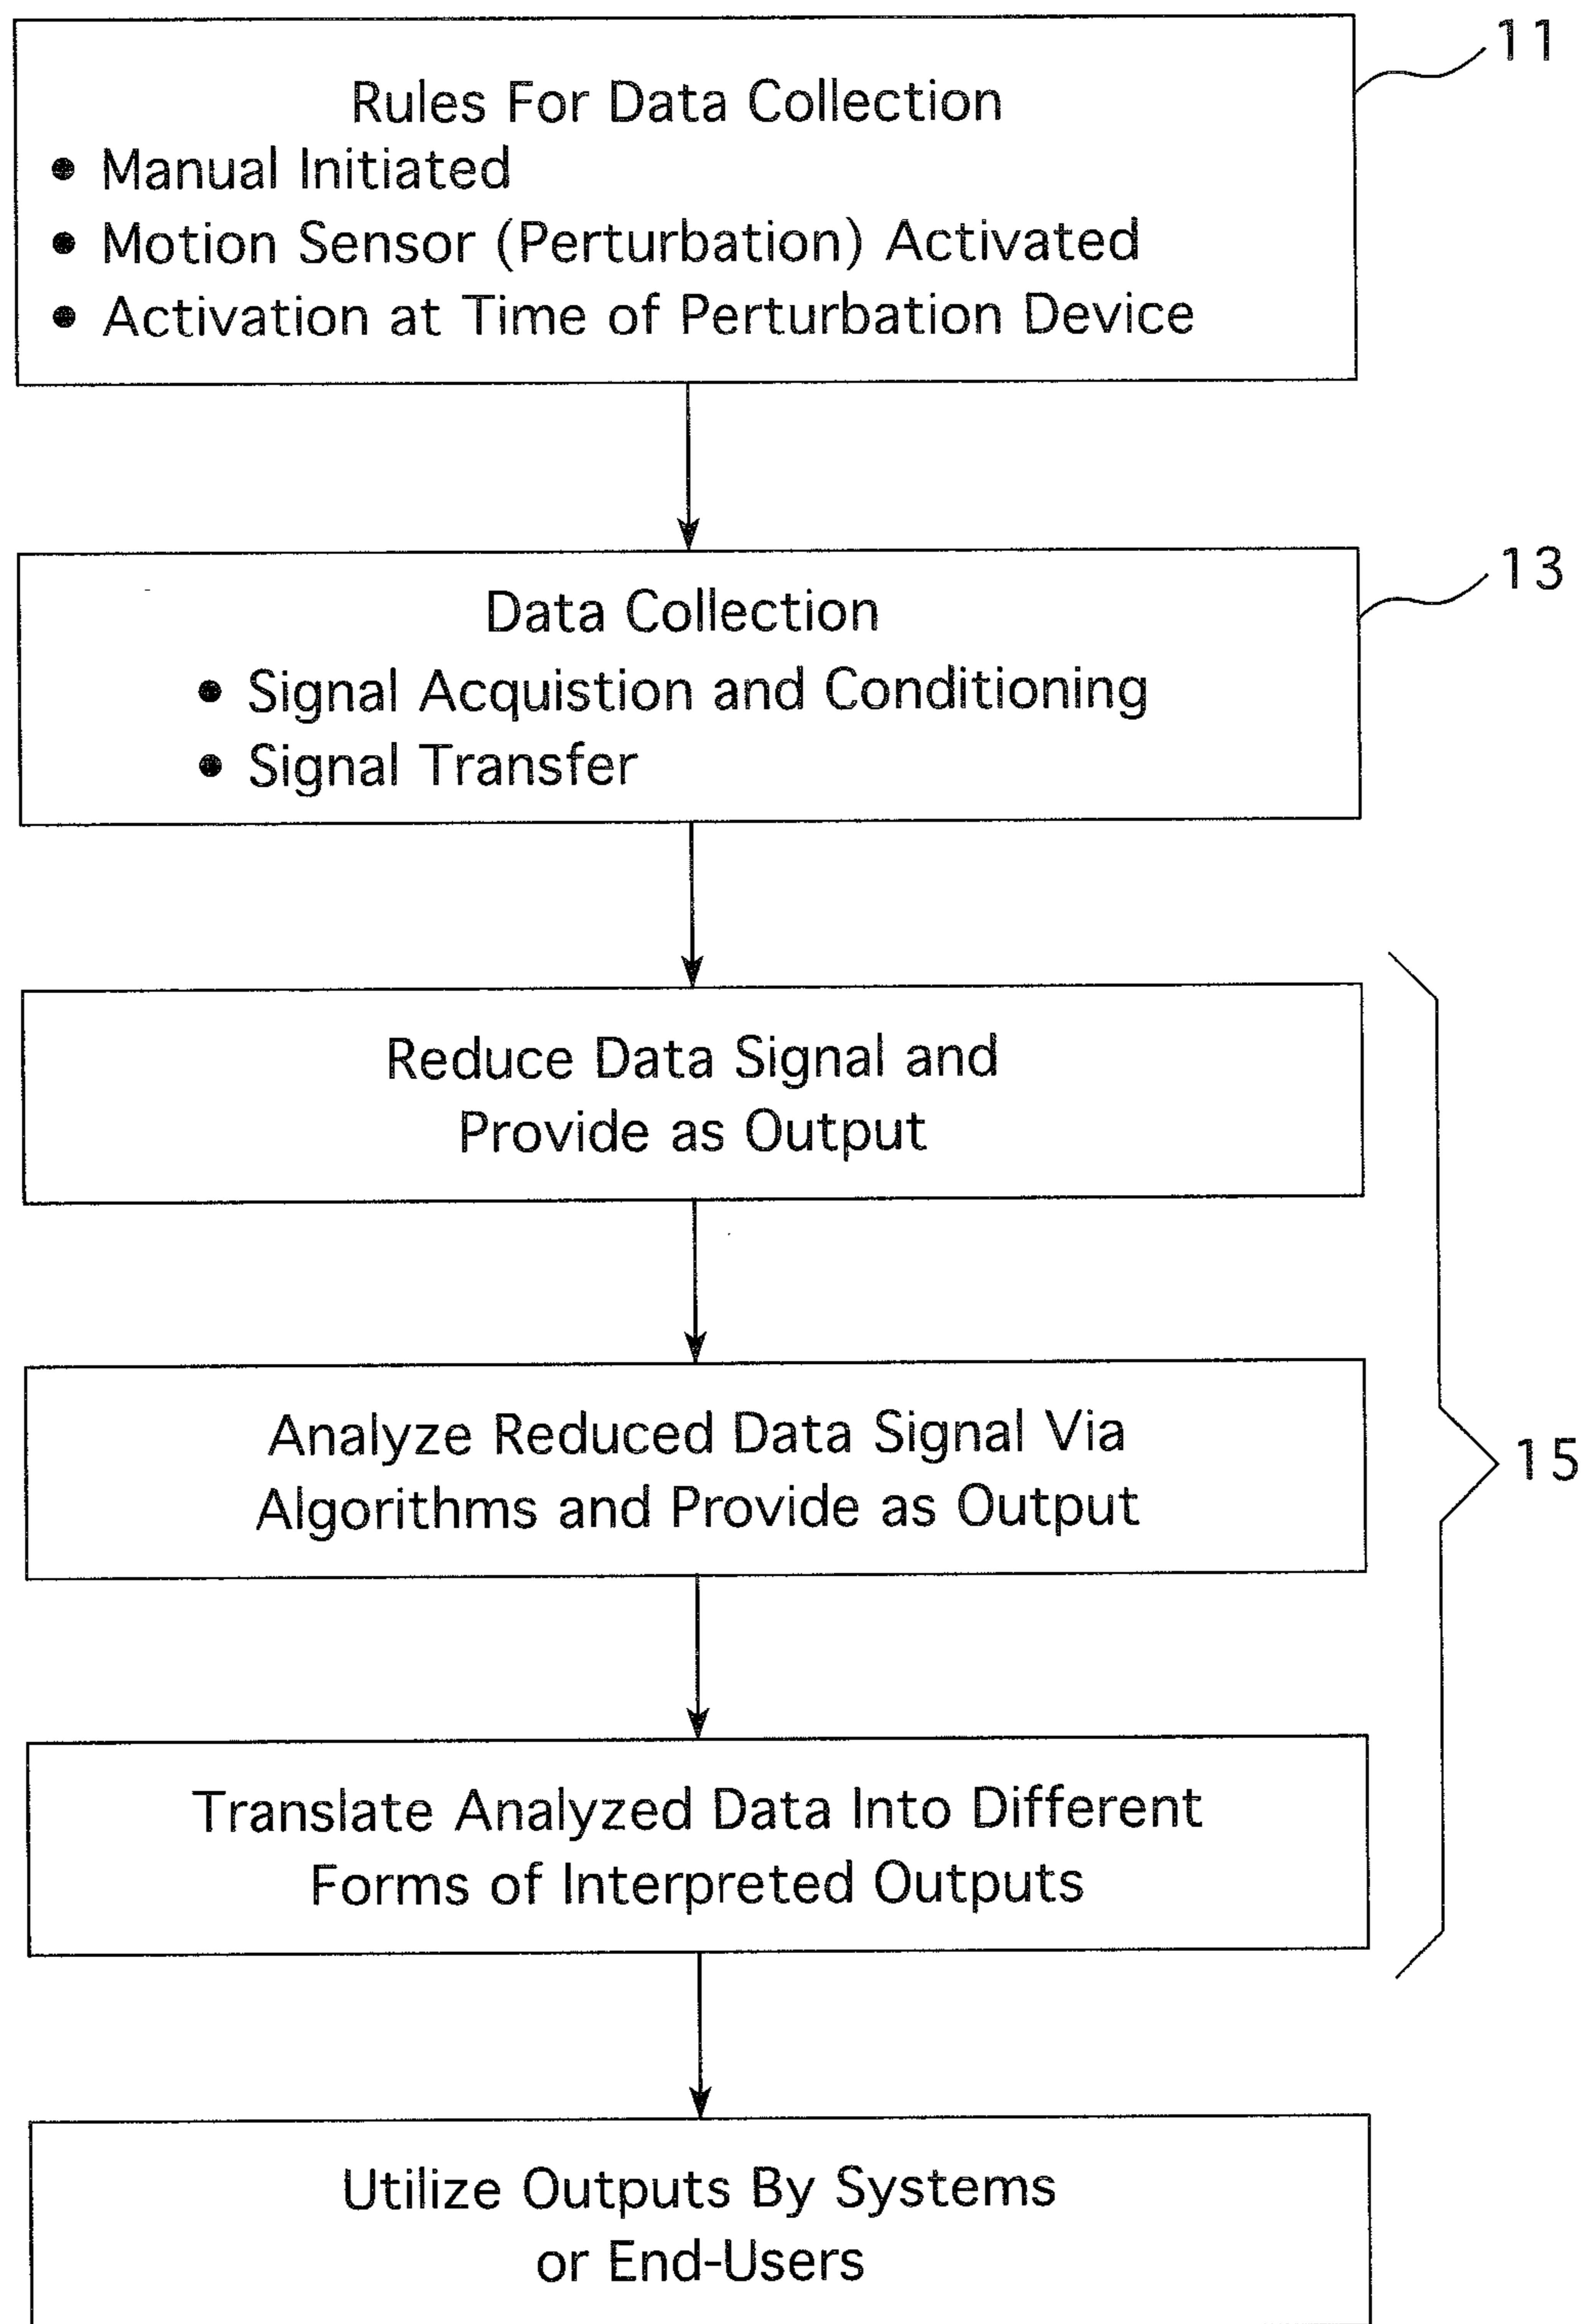 Rules For Data Collection
11
• Manual Initiated
• Motion Sensor (Perturbation) Activated
• Activation at Time of Perturbation Device
Data Collection
13
• Signal Acquistion and Conditioning
• Signal Transfer
Reduce Data Signal and
Provide as Output
Analyze Reduced Data Signal Via
Algorithms and Provide as Output
15
Translate Analyzed Data Into Different
Forms of Interpreted Outputs
Utilize Outputs By Systems
or End-Users